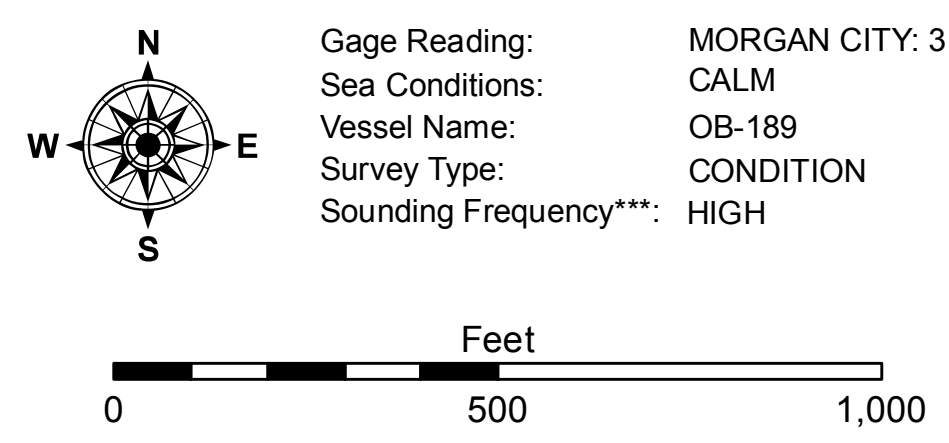 N
W E
S
Gage Reading: MORGAN CITY: 3
Sea Conditions: CALM
Vessel Name: OB-189
Survey Type: CONDITION
Sounding Frequency***: HIGH
Feet
0 500 1,000